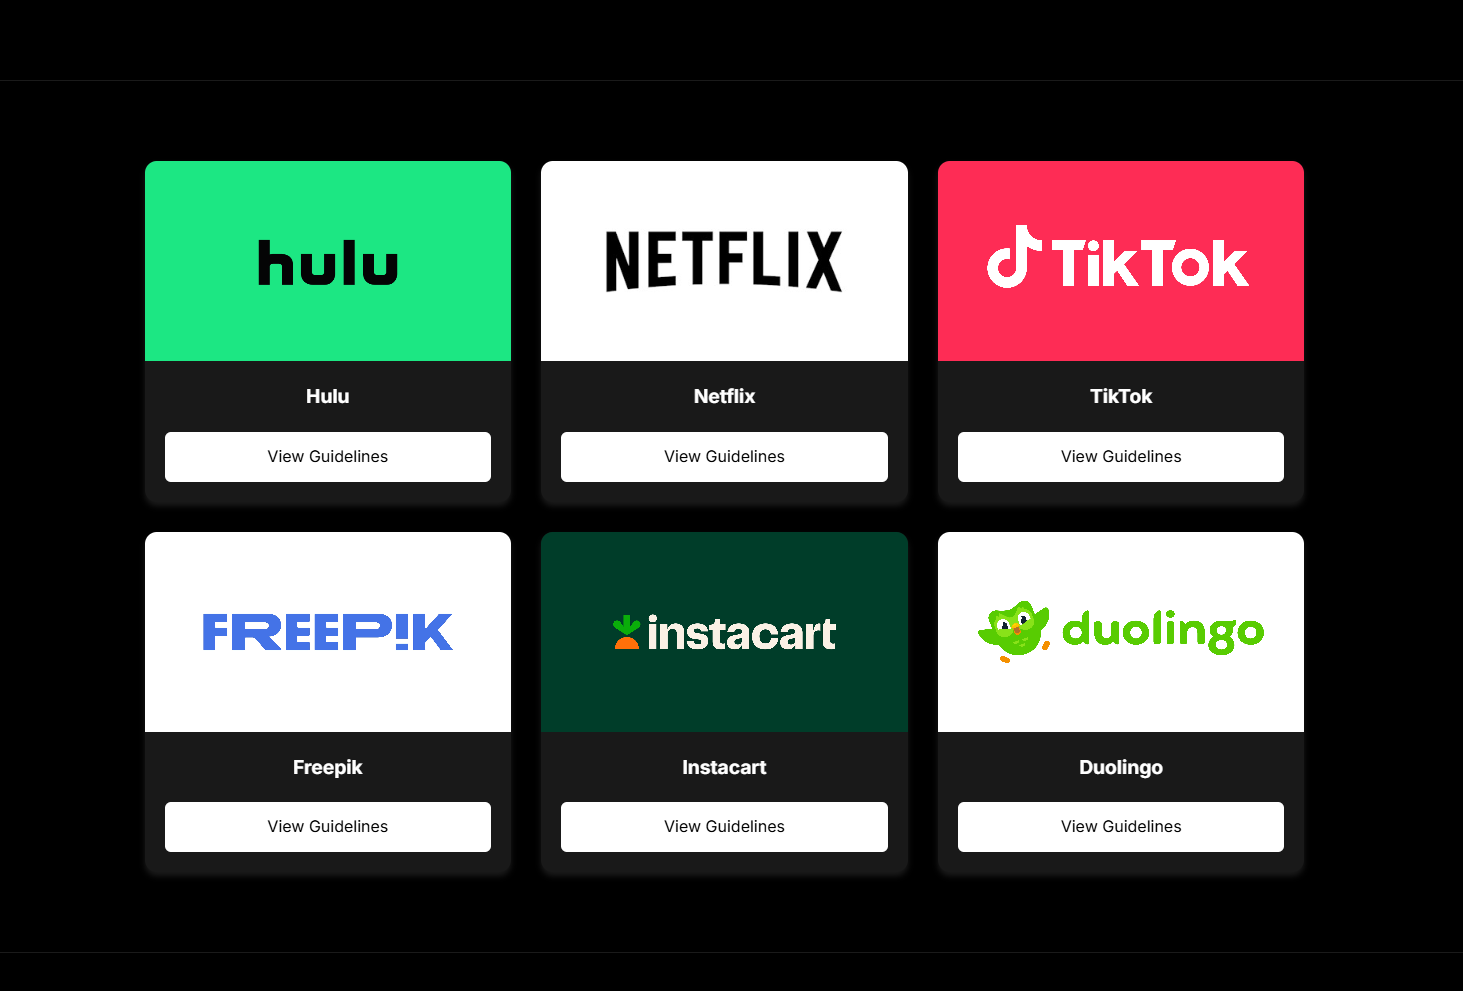 hulu
NETFLIX
TikTok
Hulu
Netflix
TikTok
View Guidelines
View Guidelines
View Guidelines
FREEP!K
instacart
duolingo
Freepik
Instacart
Duolingo
View Guidelines
View Guidelines
View Guidelines